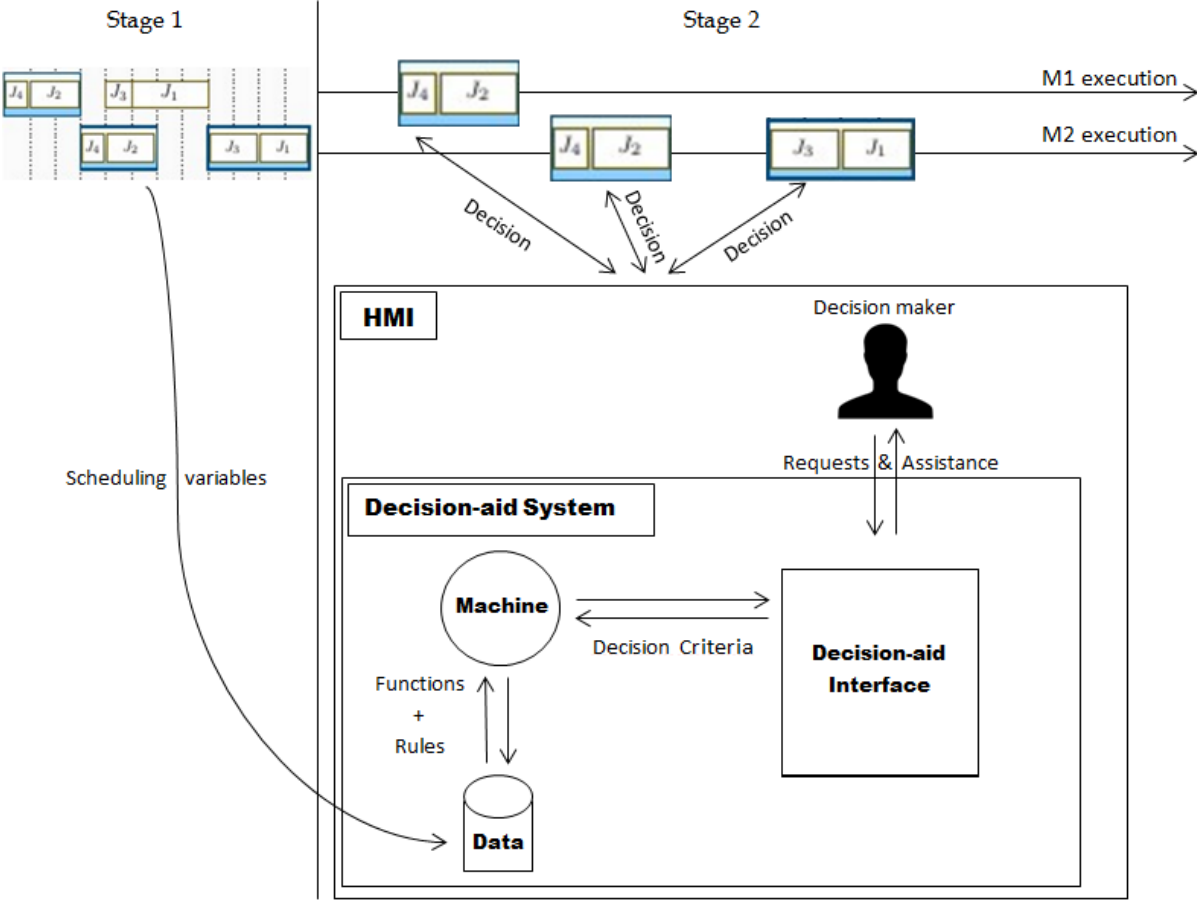 Stage 1
Stage 2
J4 J2 J3 J1
J4 J2 J3 J1
J4 J2
M1 execution
J4 J2 J3 J1
M2 execution
Decision
Decision
Decision
HMI
Decision maker
Requests & Assistance
Scheduling variables
Decision-aid System
Machine
Decision Criteria
Decision-aid
Interface
Functions
+
Rules
Data